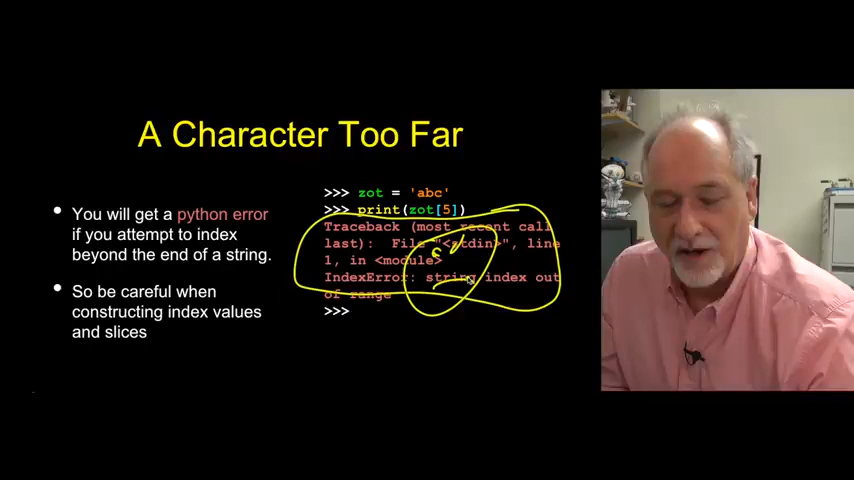 A Character Too Far
• You will get a python error
if you attempt to index
beyond the end of a string.
• So be careful when
constructing index values
and slices
>>> zot = 'abc'
>>> print(zot[5])
Traceback (most recent call
last): File "<stdin>", line
1, in <module>
IndexError: string index out
of range
>>>